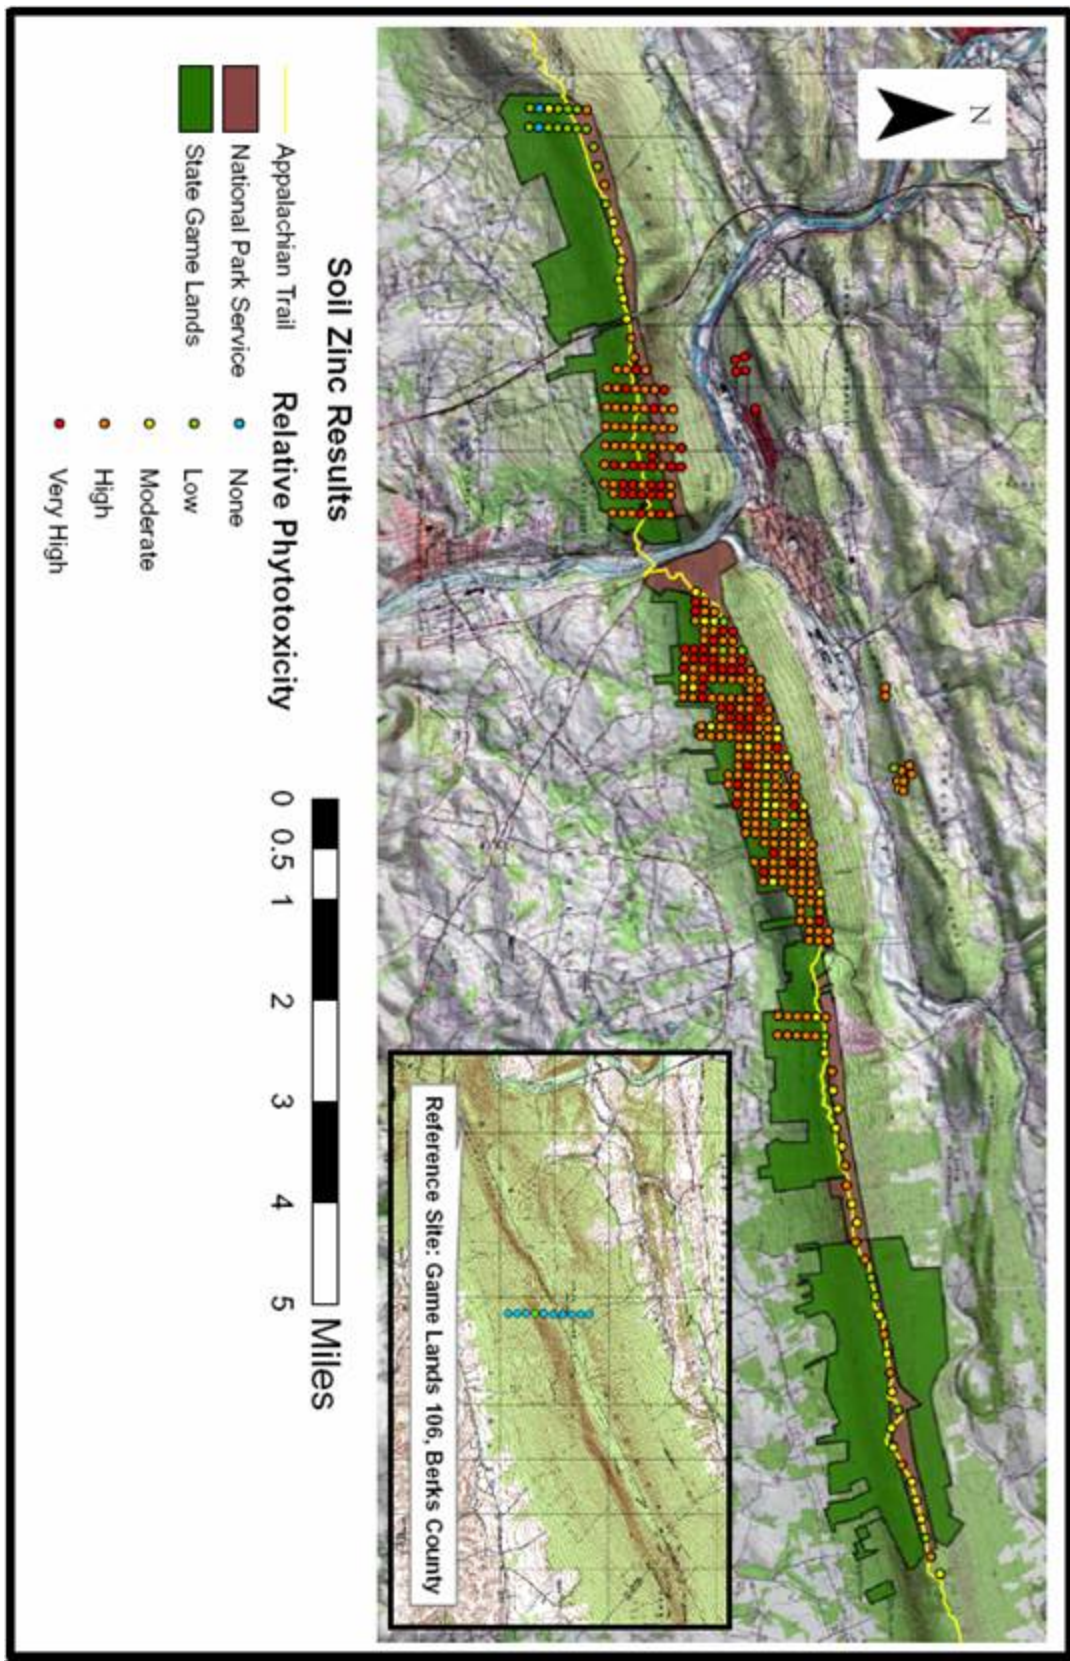 N
Reference Site: Game Lands 106, Berks County
Soil Zinc Results
Appalachian Trail
National Park Service
State Game Lands
Relative Phytotoxicity
None
Low
Moderate
High
Very High
0 0.5 1 2 3 4 5 Miles